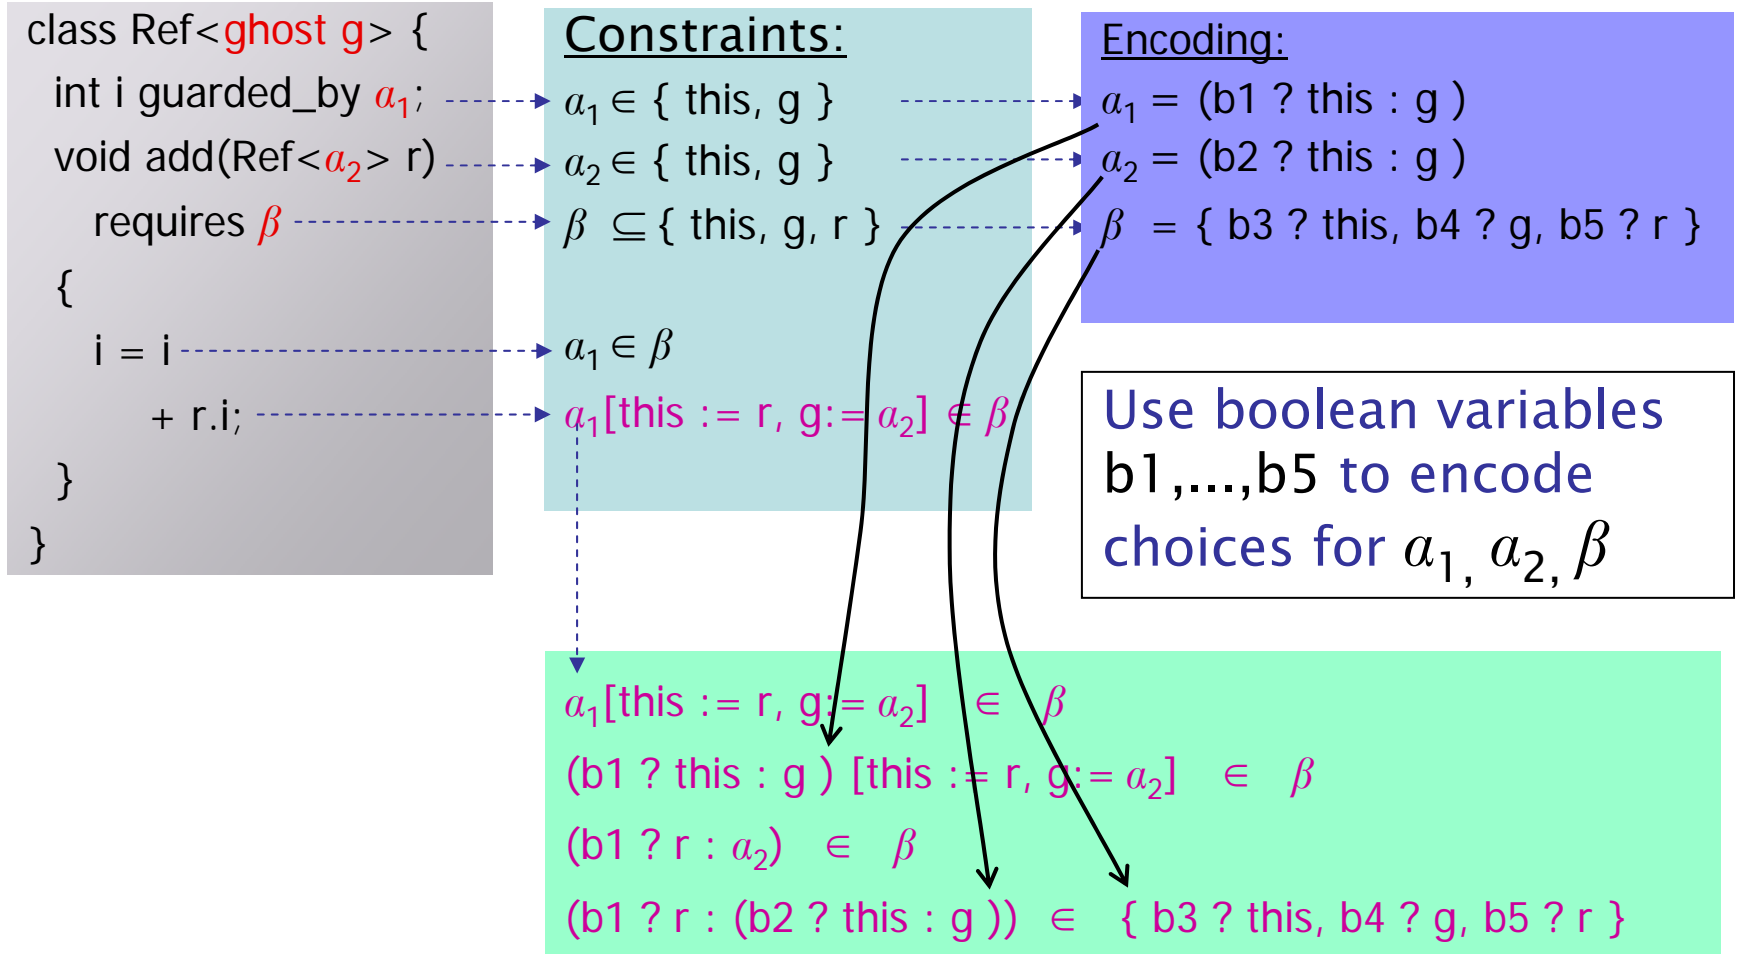 class Ref<ghost g> {
int i guarded_by α1;
void add(Ref<α2> r)
requires β
{
i = i
+ r.i;
}
}
Constraints:
α1 ∈ { this, g }
α2 ∈ { this, g }
β ⊆ { this, g, r }
α1 ∈ β
α1[this := r, g:= α2] ∈ β
Encoding:
α1 = (b1 ? this : g )
α2 = (b2 ? this : g )
β = { b3 ? this, b4 ? g, b5 ? r }
Use boolean variables
b1,...,b5 to encode
choices for α1, α2, β
α1[this := r, g:= α2] ∈ β
(b1 ? this : g ) [this := r, g:= α2] ∈ β
(b1 ? r : α2) ∈ β
(b1 ? r : (b2 ? this : g )) ∈ { b3 ? this, b4 ? g, b5 ? r }